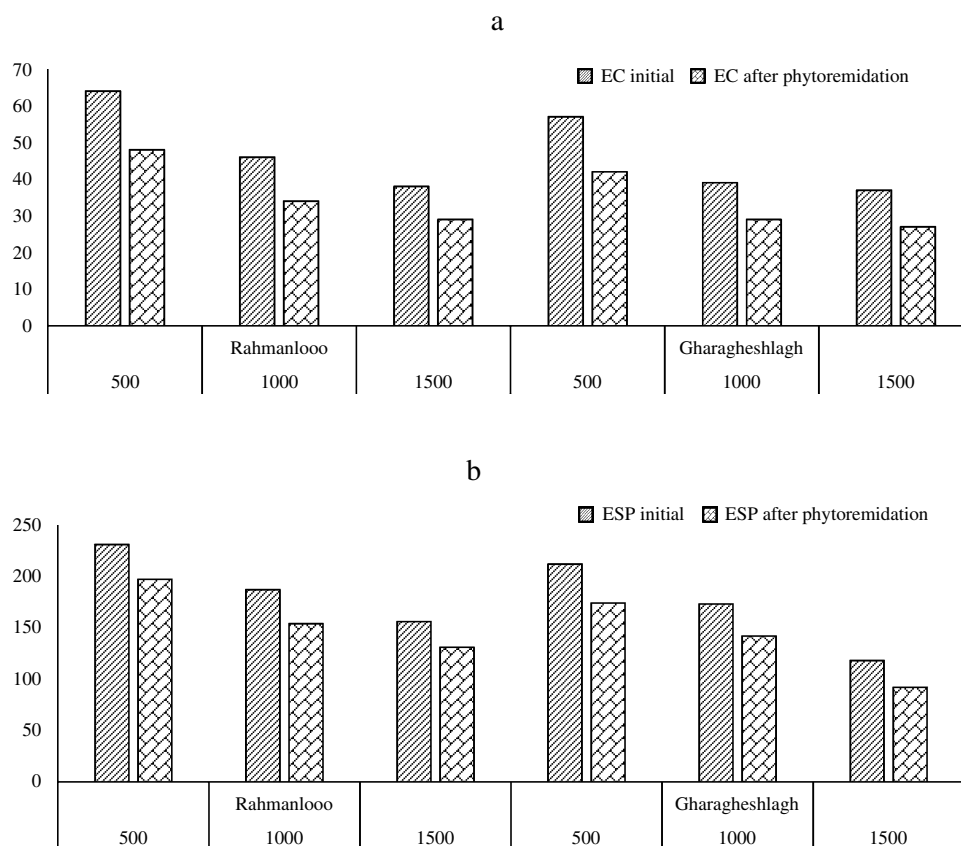 a
EC initial EC after phytoremidation
70
60
50
40
30
20
10
0
Rahmanlooo Gharagheshlagh
500 1000 1500 500 1000 1500
b
ESP initial ESP after phytoremidation
250
200
150
100
50
0
Rahmanlooo Gharagheshlagh
500 1000 1500 500 1000 1500